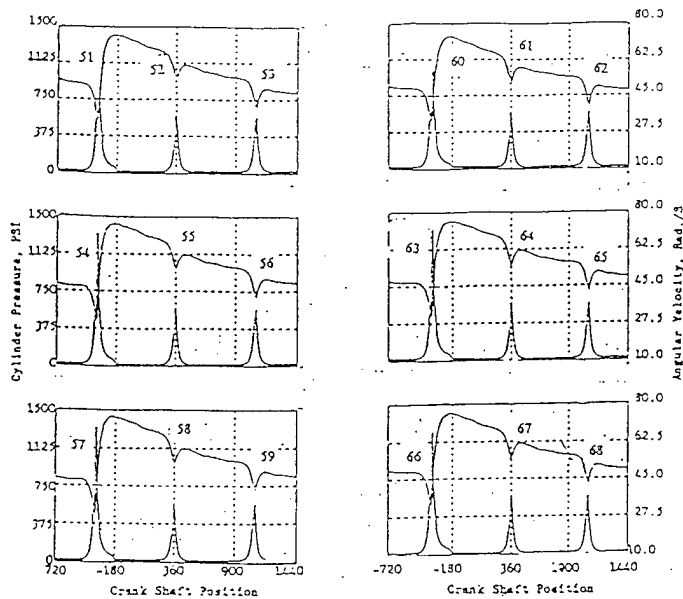 1500 51 52 53 60 61 62 80.0
1125 62.5
750 45.0
375 27.5
0 10.0
1500 54 55 56 63 64 65 80.0
1125 62.5
750 45.0
375 27.5
0 10.0
1500 57 58 59 66 67 68 80.0
1125 62.5
750 45.0
375 27.5
0 10.0
720 -180 360 900 1440 -720 -180 360 1440
Crank Shaft Position Crank Shaft Position
Cylinder Pressure, PSI
Angular Velocity, Rad./S